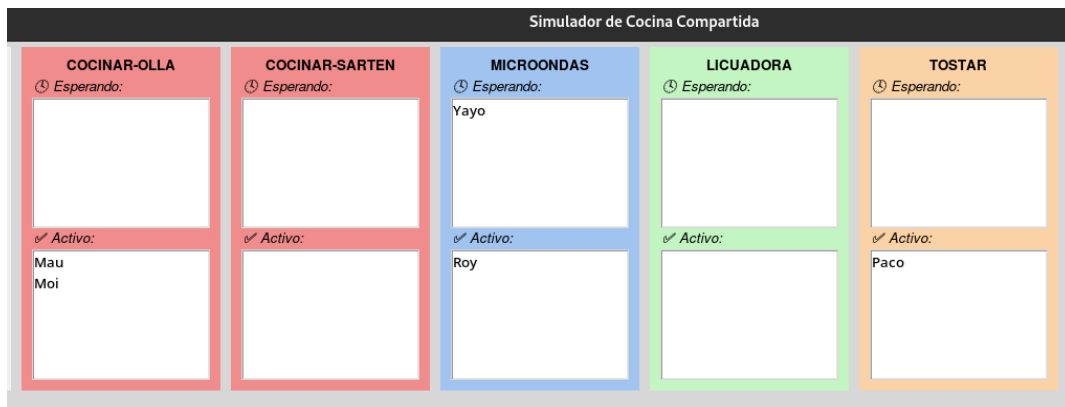 Simulador de Cocina Compartida
COCINAR-OLLA
🕓 Esperando:
✅ Activo:
Mau
Moi
COCINAR-SARTEN
🕓 Esperando:
✅ Activo:
MICROONDAS
🕓 Esperando:
Yayo
✅ Activo:
Roy
LICUADORA
🕓 Esperando:
✅ Activo:
TOSTAR
🕓 Esperando:
✅ Activo:
Paco